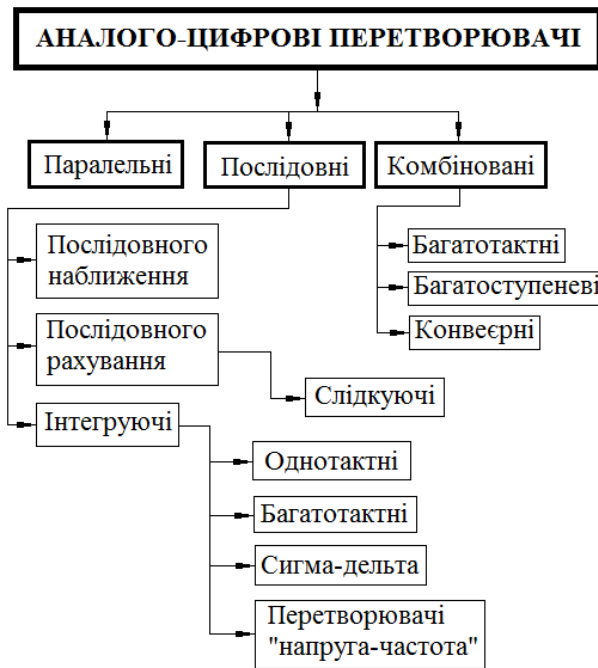 АНАЛОГО-ЦИФРОВІ ПЕРЕТВОРЮВАЧІ
Паралельні
Послідовні
Комбіновані
Послідовного
наближення
Послідовного
рахування
Слідкуючі
Інтегруючі
Однотактні
Багатотактні
Сигма-дельта
Перетворювачі
"напруга-частота"
Багатотактні
Багатоступеневі
Конвеєрні